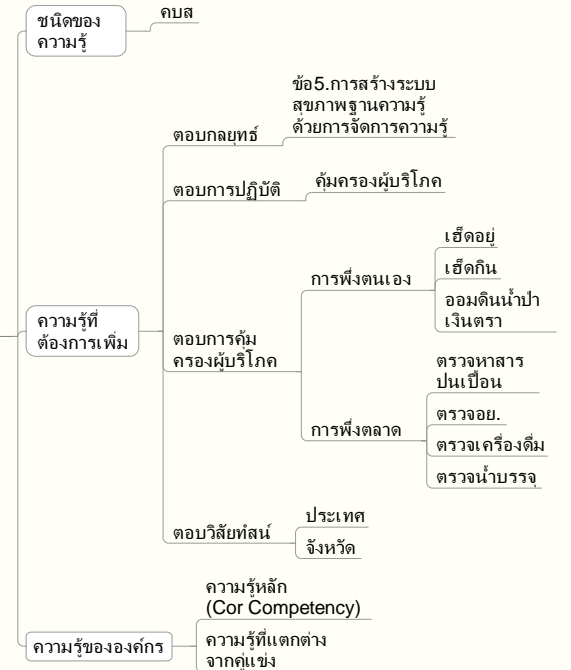 ชนิดของ
ความรู้
คบส
ข้อ5.การสร้างระบบ
สุขภาพฐานความรู้
ด้วยการจัดการความรู้
ตอบกลยุทธ์
ตอบการปฏิบัติ
คุ้มครองผู้บริโภค
เฮ็ดอยู่
เฮ็ดกิน
ออมดินน้ำป่า
เงินตรา
การพึ่งตนเอง
ความรู้ที่
ต้องการเพิ่ม
ตอบการคุ้ม
ครองผู้บริโภค
ตรวจหาสาร
ปนเปื้อน
ตรวจอย.
ตรวจเครื่องดื่ม
ตรวจน้ำบรรจุ
การพึ่งตลาด
ตอบวิสัยทํสน์
ประเทศ
จังหวัด
ความรู้หลัก
(Cor Competency)
ความรู้ขององค์กร
ความรู้ที่แตกต่าง
จากคู่แข่ง